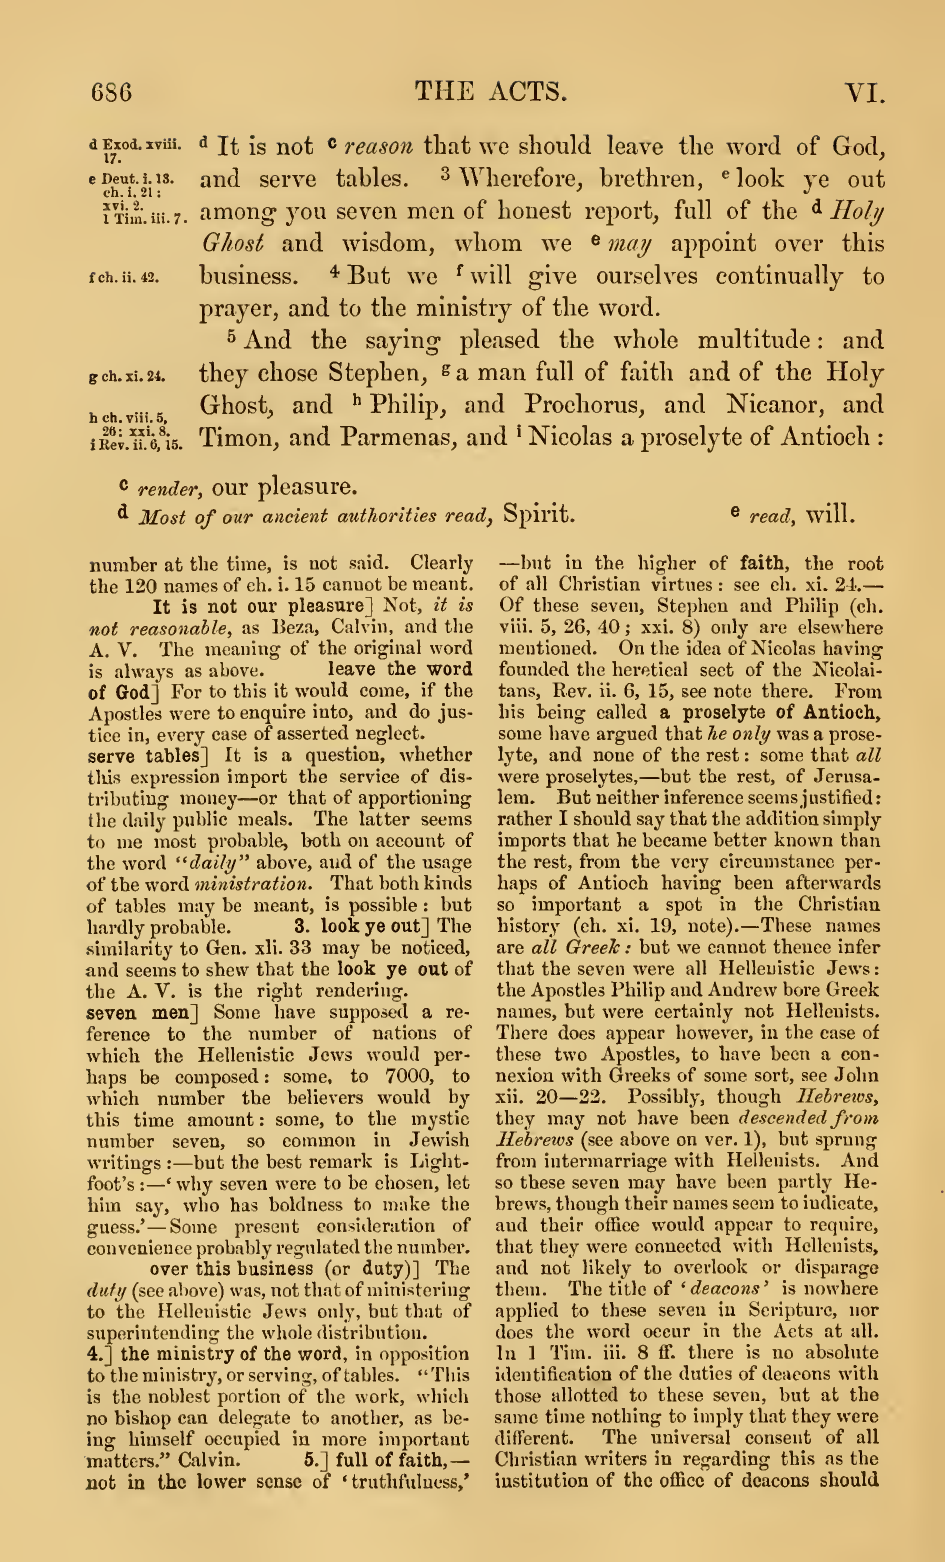 686
THE ACTS.
VI.
d Exod. xviii.
17.
e Deut. i. 13.
ch. i. 21:
xvi. 2.
1 Tim. iii. 7.
f ch. ii. 42.
g ch. xi. 24.
h ch. viii. 5,
26: xxi. 8.
i Rev. ii. 6, 15.
d It is not c reason that we should leave the word of God,
and serve tables. 3 Wherefore, brethren, e look ye out
among you seven men of honest report, full of the d Holy
Ghost and wisdom, whom we e may appoint over this
business. 4 But we f will give ourselves continually to
prayer, and to the ministry of the word.
5 And the saying pleased the whole multitude: and
they chose Stephen, g a man full of faith and of the Holy
Ghost, and h Philip, and Prochorus, and Nicanor, and
Timon, and Parmenas, and i Nicolas a proselyte of Antioch:
c render, our pleasure.
d Most of our ancient authorities read, Spirit.
e read, will.
number at the time, is not said. Clearly
the 120 names of ch. i. 15 cannot be meant.
It is not our pleasure] Not, it is
not reasonable, as Beza, Calvin, and the
A. V. The meaning of the original word
is always as above. leave the word
of God] For to this it would come, if the
Apostles were to enquire into, and do jus-
tice in, every case of asserted neglect.
serve tables] It is a question, whether
this expression import the service of dis-
tributing money—or that of apportioning
the daily public meals. The latter seems
to me most probable, both on account of
the word "daily" above, and of the usage
of the word ministration. That both kinds
of tables may be meant, is possible: but
hardly probable. 3. look ye out] The
similarity to Gen. xli. 33 may be noticed,
and seems to shew that the look ye out of
the A. V. is the right rendering.
seven men] Some have supposed a re-
ference to the number of nations of
which the Hellenistic Jews would per-
haps be composed: some, to 7000, to
which number the believers would by
this time amount: some, to the mystic
number seven, so common in Jewish
writings:—but the best remark is Light-
foot's:—'why seven were to be chosen, let
him say, who has boldness to make the
guess.'—Some present consideration of
convenience probably regulated the number.
over this business (or duty)] The
duty (see above) was, not that of ministering
to the Hellenistic Jews only, but that of
superintending the whole distribution.
4.] the ministry of the word, in opposition
to the ministry, or serving, of tables. "This
is the noblest portion of the work, which
no bishop can delegate to another, as be-
ing himself occupied in more important
matters." Calvin. 5.] full of faith,—
not in the lower sense of 'truthfulness,'
—but in the higher of faith, the root
of all Christian virtues: see ch. xi. 24.—
Of these seven, Stephen and Philip (ch.
viii. 5, 26, 40; xxi. 8) only are elsewhere
mentioned. On the idea of Nicolas having
founded the heretical sect of the Nicolai-
tans, Rev. ii. 6, 15, see note there. From
his being called a proselyte of Antioch,
some have argued that he only was a prose-
lyte, and none of the rest: some that all
were proselytes,—but the rest, of Jerusa-
lem. But neither inference seems justified:
rather I should say that the addition simply
imports that he became better known than
the rest, from the very circumstance per-
haps of Antioch having been afterwards
so important a spot in the Christian
history (ch. xi. 19, note).—These names
are all Greek: but we cannot thence infer
that the seven were all Hellenistic Jews:
the Apostles Philip and Andrew bore Greek
names, but were certainly not Hellenists.
There does appear however, in the case of
these two Apostles, to have been a con-
nexion with Greeks of some sort, see John
xii. 20—22. Possibly, though Hebrews,
they may not have been descended from
Hebrews (see above on ver. 1), but sprung
from intermarriage with Hellenists. And
so these seven may have been partly He-
brews, though their names seem to indicate,
and their office would appear to require,
that they were connected with Hellenists,
and not likely to overlook or disparage
them. The title of 'deacons' is nowhere
applied to these seven in Scripture, nor
does the word occur in the Acts at all.
In 1 Tim. iii. 8 ff. there is no absolute
identification of the duties of deacons with
those allotted to these seven, but at the
same time nothing to imply that they were
different. The universal consent of all
Christian writers in regarding this as the
institution of the office of deacons should